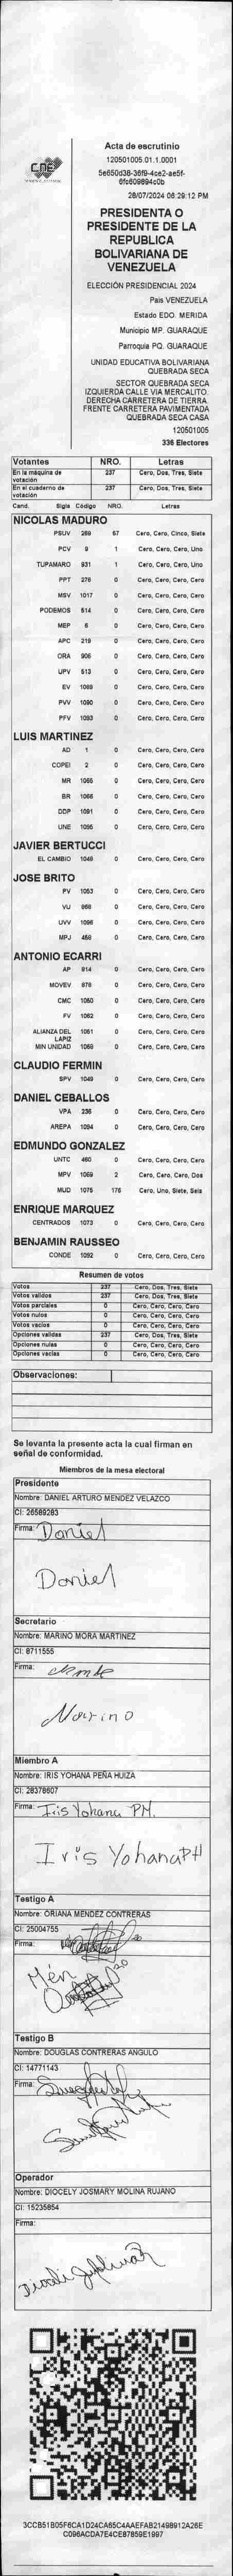 CNE
Acta de escrutinio
120501005.01.1.0001
28/07/2024 06:29:12 PM
PRESIDENTA O
PRESIDENTE DE LA
REPUBLICA
BOLIVARIANA DE
VENEZUELA
ELECCIÓN PRESIDENCIAL 2024
Pais VENEZUELA
Estado EDO. MERIDA
Municipio MP. GUARAQUE
Parroquia PQ. GUARAQUE
UNIDAD EDUCATIVA BOLIVARIANA
QUEBRADA SECA
SECTOR QUEBRADA SECA
IZQUIERDA CALLE VIA MERCALITO.
DERECHA CARRETERA DE TIERRA.
FRENTE CARRETERA PAVIMENTADA
QUEBRADA SECA CASA
120501005
336 Electores
Votantes NRO. Letras
En la máquina de votación 237 Cero, Dos, Tres, Siete
En el cuaderno de votación 237 Cero, Dos, Tres, Siete
Cand. Sigla Código NRO. Letras
NICOLAS MADURO
PSUV 269 57 Cero, Cero, Cinco, Siete
PCV 9 1 Cero, Cero, Cero, Uno
TUPAMARO 931 1 Cero, Cero, Cero, Uno
PPT 276 0 Cero, Cero, Cero, Cero
MSV 1017 0 Cero, Cero, Cero, Cero
PODEMOS 514 0 Cero, Cero, Cero, Cero
MEP 6 0 Cero, Cero, Cero, Cero
APC 219 0 Cero, Cero, Cero, Cero
ORA 906 0 Cero, Cero, Cero, Cero
UPV 513 0 Cero, Cero, Cero, Cero
EV 1089 0 Cero, Cero, Cero, Cero
PVV 1090 0 Cero, Cero, Cero, Cero
PFV 1093 0 Cero, Cero, Cero, Cero
LUIS MARTINEZ
AD 1 0 Cero, Cero, Cero, Cero
COPEI 2 0 Cero, Cero, Cero, Cero
MR 1065 0 Cero, Cero, Cero, Cero
BR 1066 0 Cero, Cero, Cero, Cero
DDP 1091 0 Cero, Cero, Cero, Cero
UNE 1095 0 Cero, Cero, Cero, Cero
JAVIER BERTUCCI
EL CAMBIO 1048 0 Cero, Cero, Cero, Cero
JOSE BRITO
PV 1053 0 Cero, Cero, Cero, Cero
VU 868 0 Cero, Cero, Cero, Cero
UVV 1096 0 Cero, Cero, Cero, Cero
MPJ 458 0 Cero, Cero, Cero, Cero
ANTONIO ECARRI
AP 914 0 Cero, Cero, Cero, Cero
MOVEV 878 0 Cero, Cero, Cero, Cero
CMC 1050 0 Cero, Cero, Cero, Cero
FV 1062 0 Cero, Cero, Cero, Cero
ALIANZA DEL LAPIZ 1051 0 Cero, Cero, Cero, Cero
MIN UNIDAD 1068 0 Cero, Cero, Cero, Cero
CLAUDIO FERMIN
SPV 1049 0 Cero, Cero, Cero, Cero
DANIEL CEBALLOS
VPA 236 0 Cero, Cero, Cero, Cero
AREPA 1094 0 Cero, Cero, Cero, Cero
EDMUNDO GONZALEZ
UNTC 460 0 Cero, Cero, Cero, Cero
MPV 1069 2 Cero, Cero, Cero, Dos
MUD 1075 176 Cero, Uno, Siete, Seis
ENRIQUE MARQUEZ
CENTRADOS 1073 0 Cero, Cero, Cero, Cero
BENJAMIN RAUSSEO
CONDE 1092 0 Cero, Cero, Cero, Cero
Resumen de votos
Votos 237 Cero, Dos, Tres, Siete
Votos validos 237 Cero, Dos, Tres, Siete
Votos parciales 0 Cero, Cero, Cero, Cero
Votos nulos 0 Cero, Cero, Cero, Cero
Votos vacios 0 Cero, Cero, Cero, Cero
Opciones validas 237 Cero, Dos, Tres, Siete
Opciones nulas 0 Cero, Cero, Cero, Cero
Opciones vacias 0 Cero, Cero, Cero, Cero
Observaciones:
Se levanta la presente acta la cual firman en
señal de conformidad.
Miembros de la mesa electoral
Presidente
Nombre: DANIEL ARTURO MENDEZ VELAZCO
CI: 26589283
Firma: Daniel
Daniel
Secretario
Nombre: MARINO MORA MARTINEZ
CI: 8711555
Firma:
Marino
Miembro A
Nombre: IRIS YOHANA PEÑA HUIZA
CI: 28378607
Firma: Iris Yohana PH.
Iris Yohana PH
Testigo A
Nombre: ORIANA MENDEZ CONTRERAS
CI: 25004755
Firma:
Mén
Testigo B
Nombre: DOUGLAS CONTRERAS ANGULO
CI: 14771143
Firma:
Operador
Nombre: DIOCELY JOSMARY MOLINA RUJANO
CI: 15235854
Firma:
3CCB51B05F6CA1D24CA65C4AAEFAB21498912A26E
C096ACDA7E4CE87859E1997